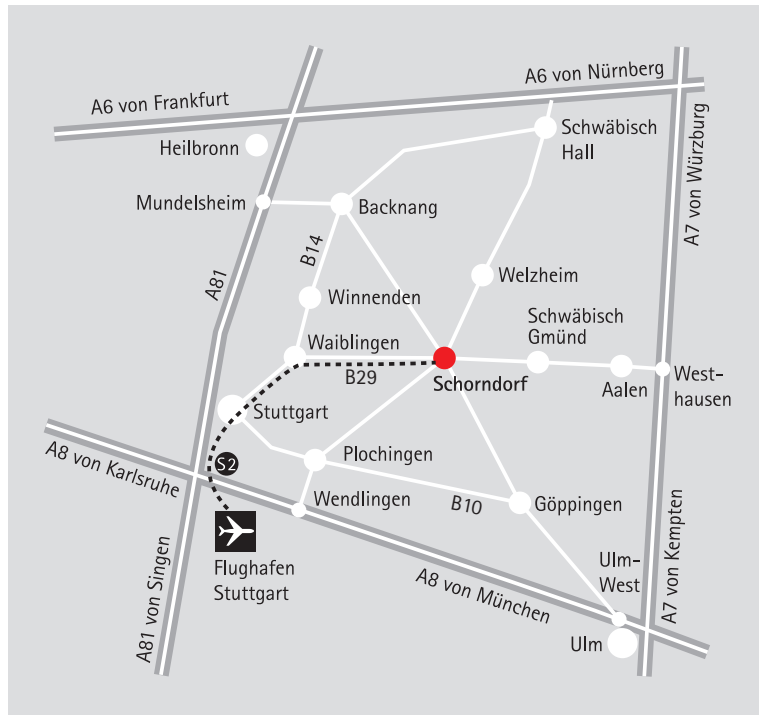 A6 von Nürnberg
A6 von Frankfurt
Schwäbisch
Hall
Heilbronn
A7 von Würzburg
Mundelsheim
Backnang
B14
A81
Welzheim
Winnenden
Schwäbisch
Gmünd
Waiblingen
B29
Schorndorf
Aalen
West-
hausen
Stuttgart
A8 von Karlsruhe
S2
Plochingen
Wendlingen
B10
Göppingen
Flughafen
Stuttgart
A81 von Singen
A8 von München
Ulm-
West
A7 von Kempten
Ulm